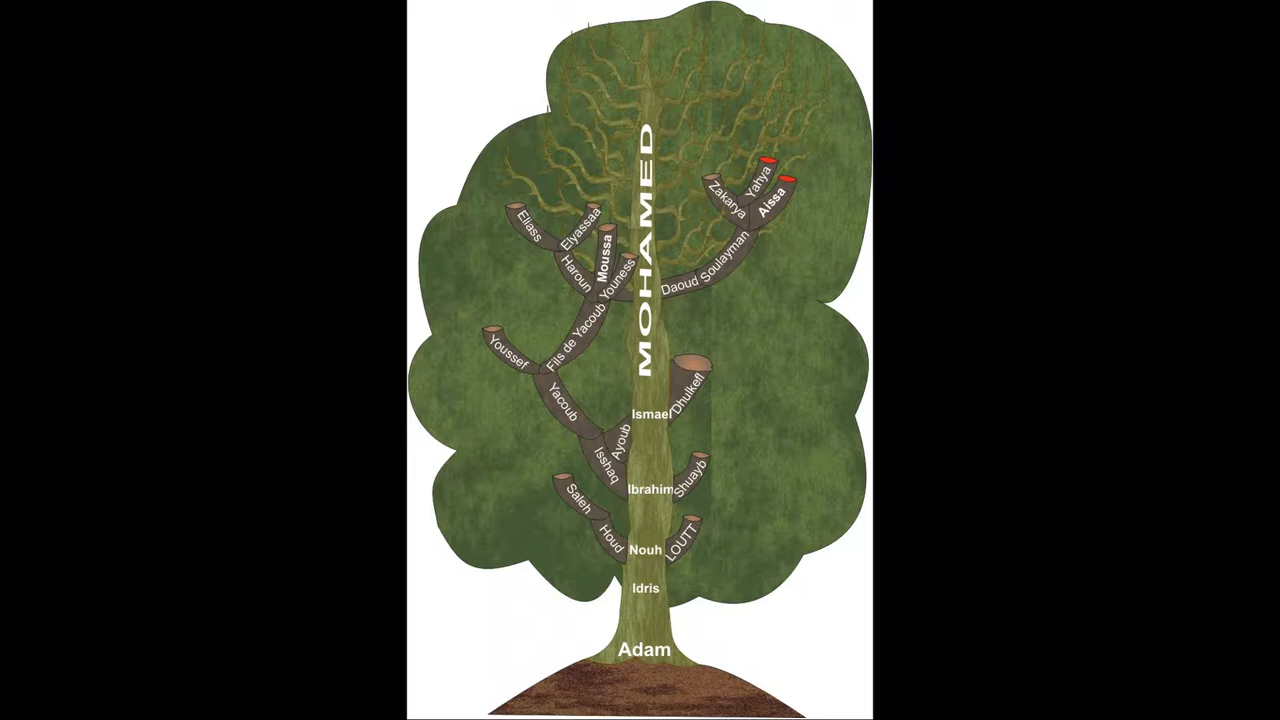 MOHAMED
Zakarya
Yahya
Aissa
Eliass
Elyassaa
Moussa
Haroun
Youness
Daoud Soulayman
Fils de Yacoub
Youssef
Yacoub
Dhulkefl
Ismael
Ayoub
Isshaq
Ibrahim
Shuayb
Saleh
Houd
Nouh
LOUTT
Idris
Adam